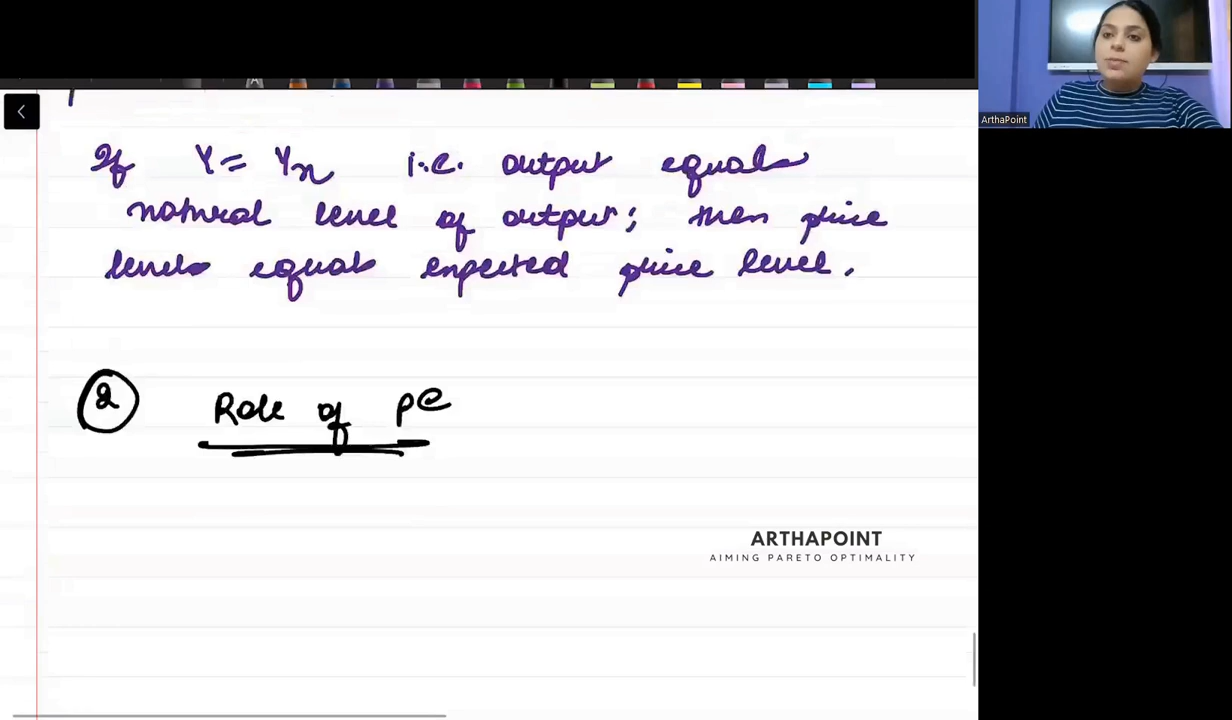 If Y = Yn i.e. output equals
natural level of output; then price
levels equals expected price level.
2 Role of pe
ARTHAPOINT
AIMING PARETO OPTIMALITY
ArthaPoint